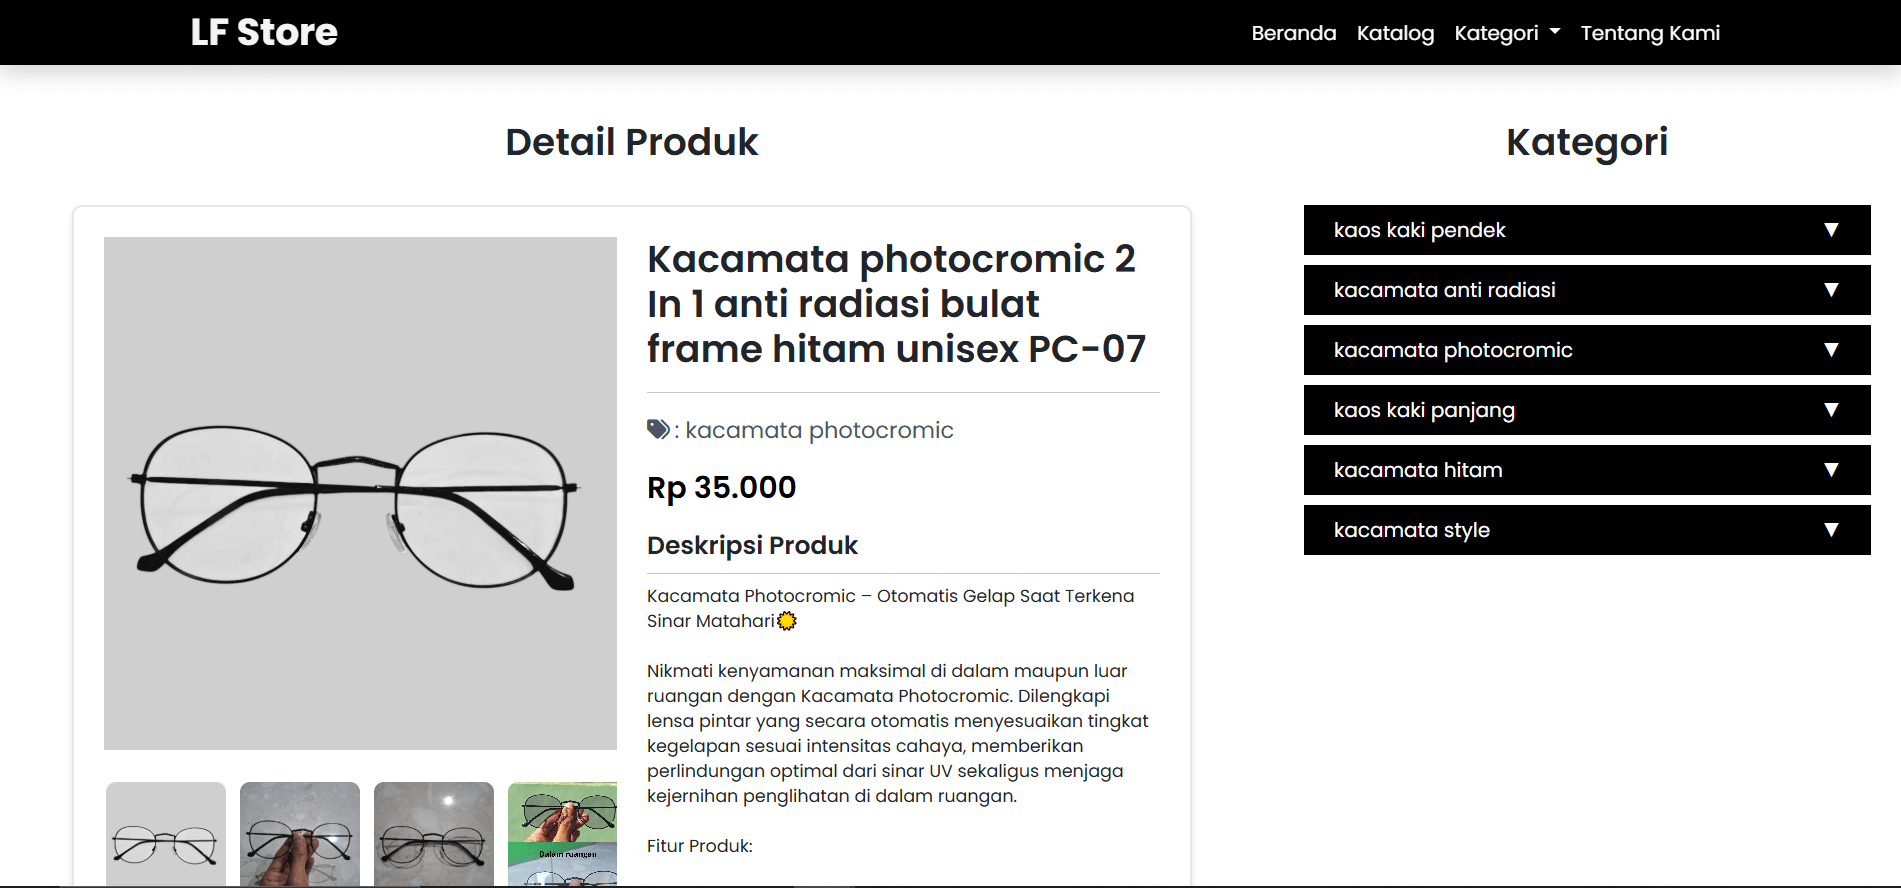 LF Store
Beranda
Katalog
Kategori
Tentang Kami
Detail Produk
Kacamata photocromic 2
In 1 anti radiasi bulat
frame hitam unisex PC-07
: kacamata photocromic
Rp 35.000
Deskripsi Produk
Kacamata Photocromic – Otomatis Gelap Saat Terkena
Sinar Matahari
Nikmati kenyamanan maksimal di dalam maupun luar
ruangan dengan Kacamata Photocromic. Dilengkapi
lensa pintar yang secara otomatis menyesuaikan tingkat
kegelapan sesuai intensitas cahaya, memberikan
perlindungan optimal dari sinar UV sekaligus menjaga
kejernihan penglihatan di dalam ruangan.
Fitur Produk:
Dalam ruangan
Kategori
kaos kaki pendek
kacamata anti radiasi
kacamata photocromic
kaos kaki panjang
kacamata hitam
kacamata style